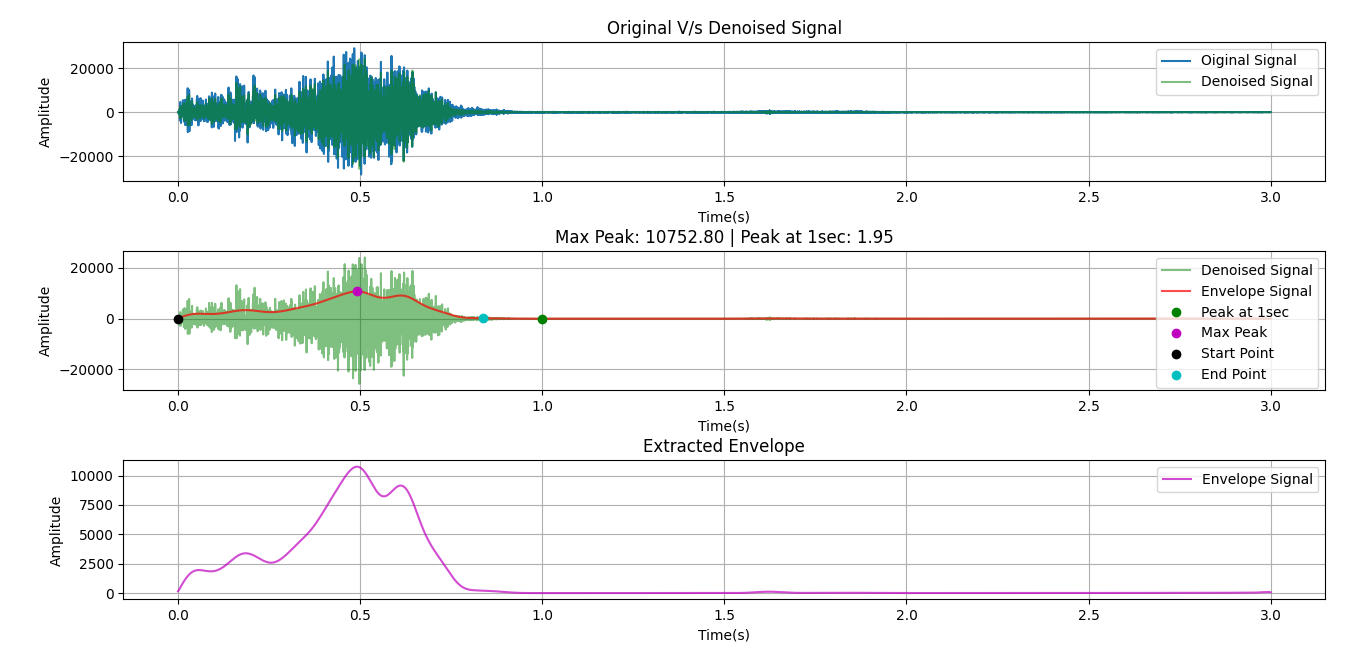 Original V/s Denoised Signal
20000
0
−20000
Amplitude
Oiginal Signal
Denoised Signal
0.0 0.5 1.0 1.5 2.0 2.5 3.0
Time(s)
Max Peak: 10752.80 | Peak at 1sec: 1.95
20000
0
−20000
Amplitude
Denoised Signal
Envelope Signal
Peak at 1sec
Max Peak
Start Point
End Point
0.0 0.5 1.0 1.5 2.0 2.5 3.0
Time(s)
Extracted Envelope
10000
7500
5000
2500
0
Amplitude
Envelope Signal
0.0 0.5 1.0 1.5 2.0 2.5 3.0
Time(s)